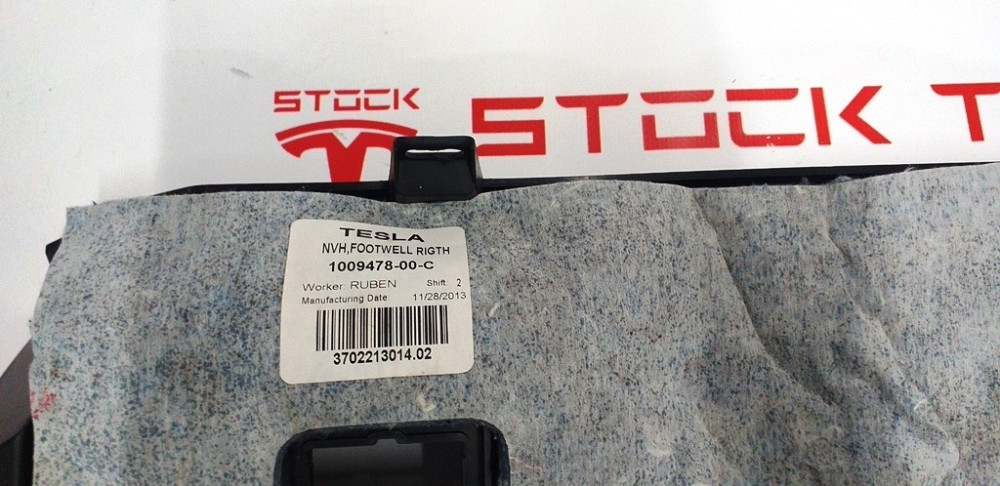 STOCK
STOCK T
TESLA
NVH,FOOTWELL RIGTH
1009478-00-C
Worker: RUBEN Shift: 2
Manufacturing Date 11/28/2013
3702213014.02